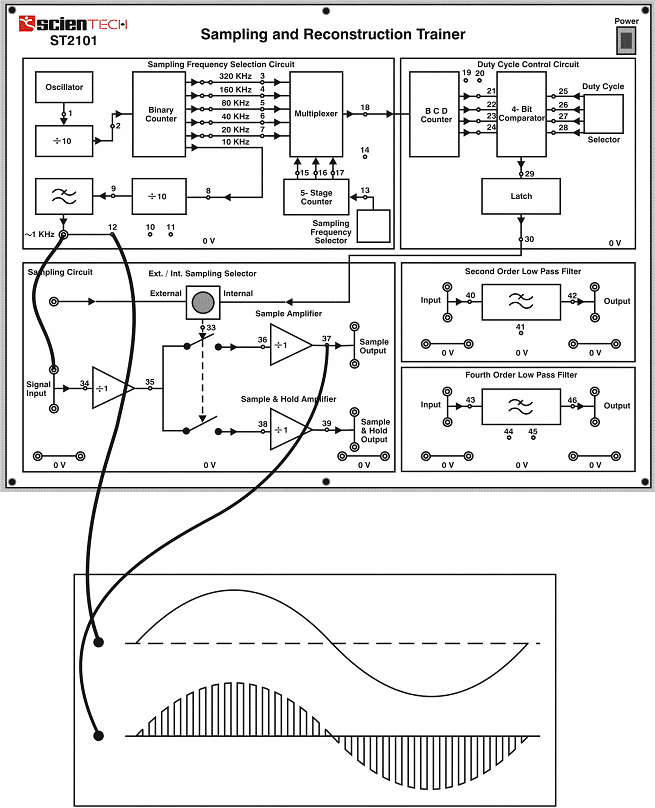 scienTECH
ST2101
Sampling and Reconstruction Trainer
Power
Sampling Frequency Selection Circuit
Oscillator
1
÷10
2
Binary
Counter
320 KHz 3
160 KHz 4
80 KHz 5
40 KHz 6
20 KHz 7
10 KHz
Multiplexer
18
14
15 16 17
5- Stage
Counter
13
Sampling
Frequency
Selector
8
÷10
9
~1 KHz
12
10 11
0 V
Duty Cycle Control Circuit
19 20
B C D
Counter
21
22
23
24
4- Bit
Comparator
25
26
27
28
Duty Cycle
Selector
29
Latch
30
0 V
Sampling Circuit
Ext. / Int. Sampling Selector
External
Internal
33
Signal
Input
34
÷1
35
Sample Amplifier
36
÷1
37
Sample
Output
Sample & Hold Amplifier
38
÷1
39
Sample
& Hold
Output
0 V
0 V
0 V
Second Order Low Pass Filter
Input
40
42
Output
41
0 V
0 V
Fourth Order Low Pass Filter
Input
43
46
Output
44 45
0 V
0 V